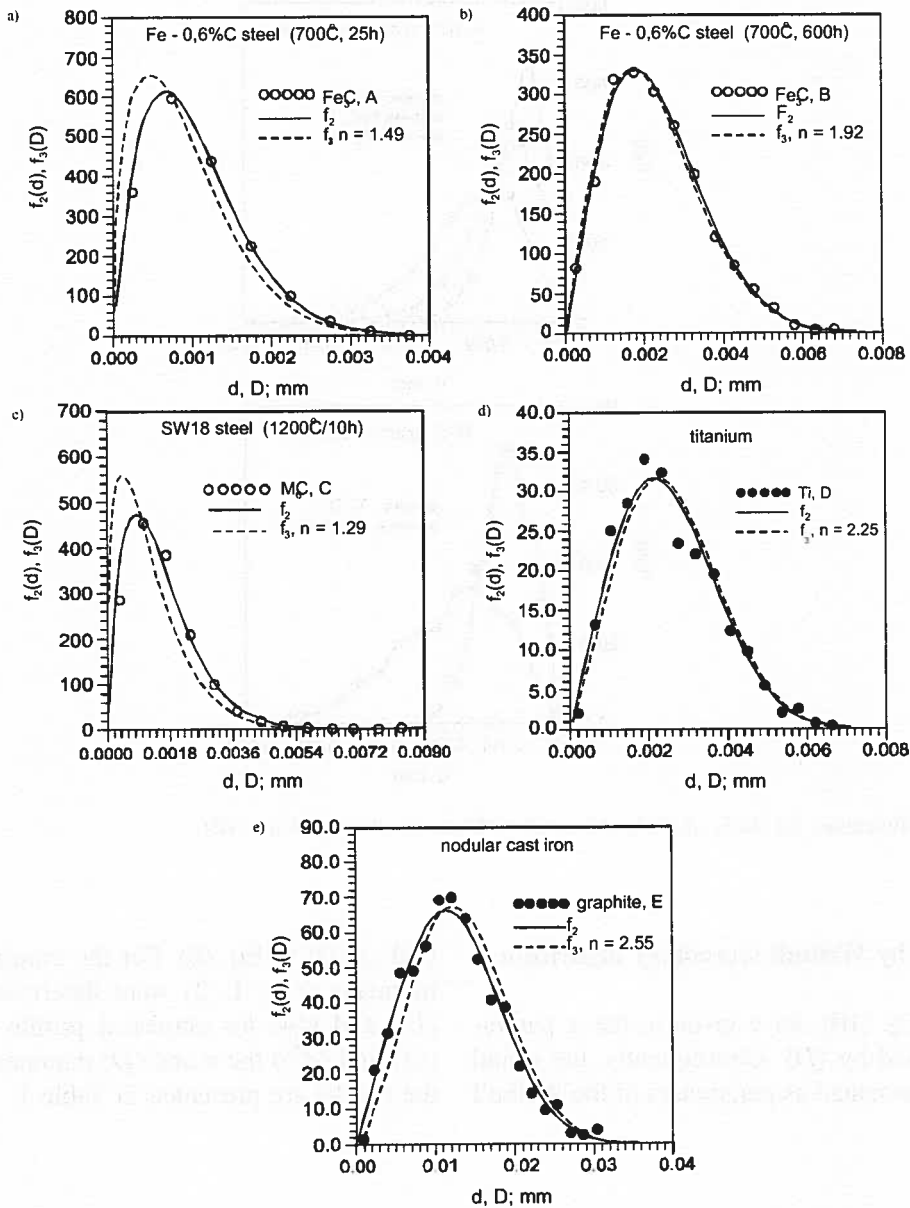 a)
Fe - 0,6%C steel (700°C, 25h)
800
700
600
500
400
300
200
100
0
f2(d), f3(D)
Fe3C, A
f2
f3 n = 1.49
0.000 0.001 0.002 0.003 0.004
d, D; mm
b)
Fe - 0,6%C steel (700°C, 600h)
400
350
300
250
200
150
100
50
0
f2(d), f3(D)
Fe3C, B
F2
f3, n = 1.92
0.000 0.002 0.004 0.006 0.008
d, D; mm
c)
SW18 steel (1200°C/10h)
700
600
500
400
300
200
100
0
f2(d), f3(D)
M6C, C
f2
f3, n = 1.29
0.0000 0.0018 0.0036 0.0054 0.0072 0.0090
d, D; mm
d)
titanium
40.0
35.0
30.0
25.0
20.0
15.0
10.0
5.0
0.0
f2(d), f3(D)
Ti, D
f2
f3, n = 2.25
0.000 0.002 0.004 0.006 0.008
d, D; mm
e)
nodular cast iron
90.0
80.0
70.0
60.0
50.0
40.0
30.0
20.0
10.0
0.0
f2(d), f3(D)
graphite, E
f2
f3, n = 2.55
0.00 0.01 0.02 0.03 0.04
d, D; mm